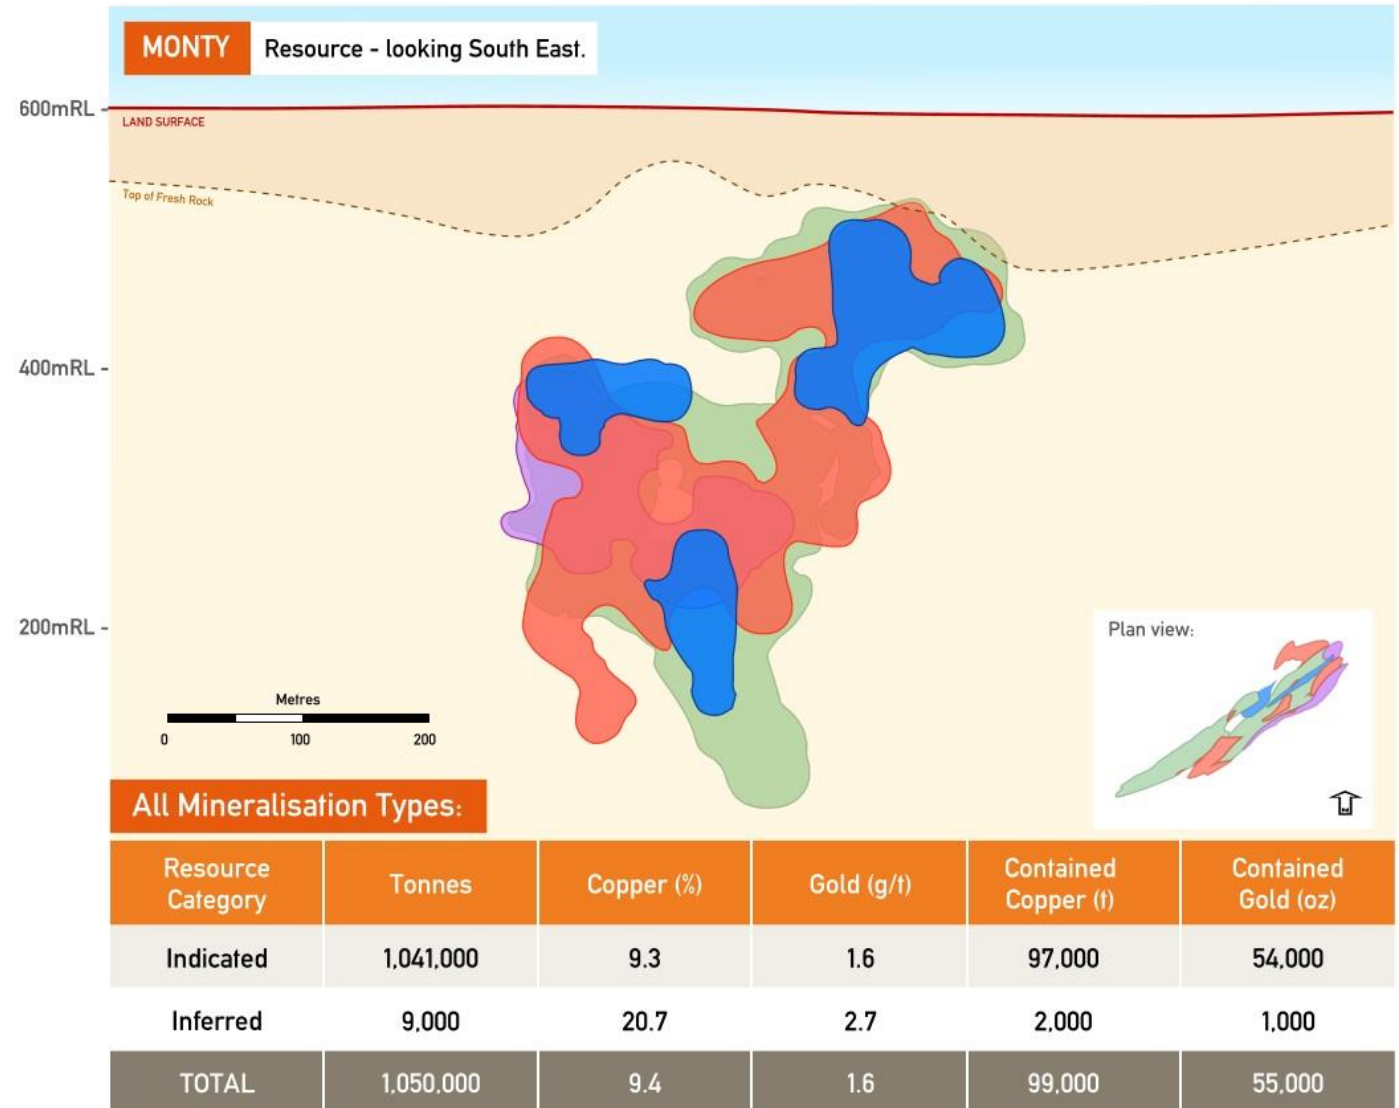 MONTY Resource - looking South East.
600mRL -
LAND SURFACE
Top of Fresh Rock
400mRL -
200mRL -
Plan view:
Metres
0 100 200
N
All Mineralisation Types:
Resource Category Tonnes Copper (%) Gold (g/t) Contained Copper (t) Contained Gold (oz)
Indicated 1,041,000 9.3 1.6 97,000 54,000
Inferred 9,000 20.7 2.7 2,000 1,000
TOTAL 1,050,000 9.4 1.6 99,000 55,000